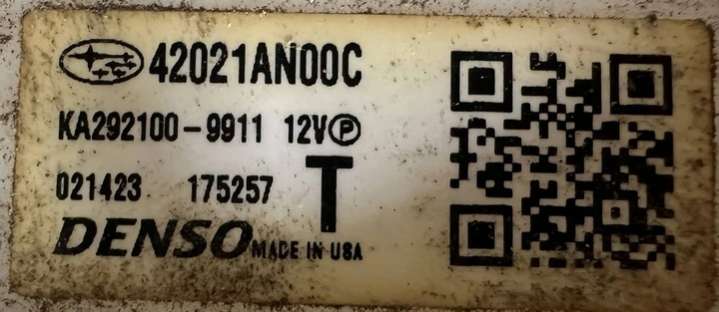 42021AN00C
KA292100-9911 12V Ⓟ
021423 175257 T
DENSO MADE IN USA